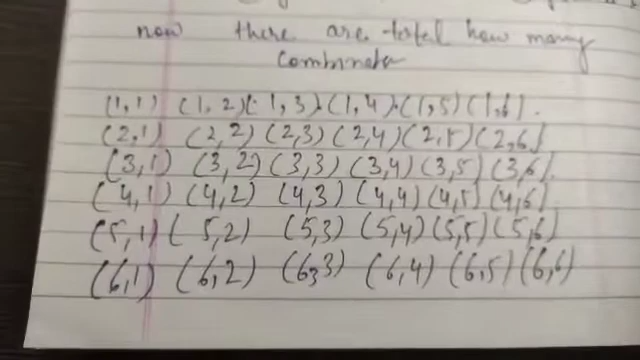 now there are total how many
Combinato
(1,1) (1,2) (1,3) (1,4) (1,5) (1,6).
(2,1) (2,2) (2,3) (2,4) (2,5) (2,6)
(3,1) (3,2) (3,3) (3,4) (3,5) (3,6).
(4,1) (4,2) (4,3) (4,4) (4,5) (4,6)
(5,1) (5,2) (5,3) (5,4) (5,5) (5,6)
(6,1) (6,2) (6,3) (6,4) (6,5) (6,6)